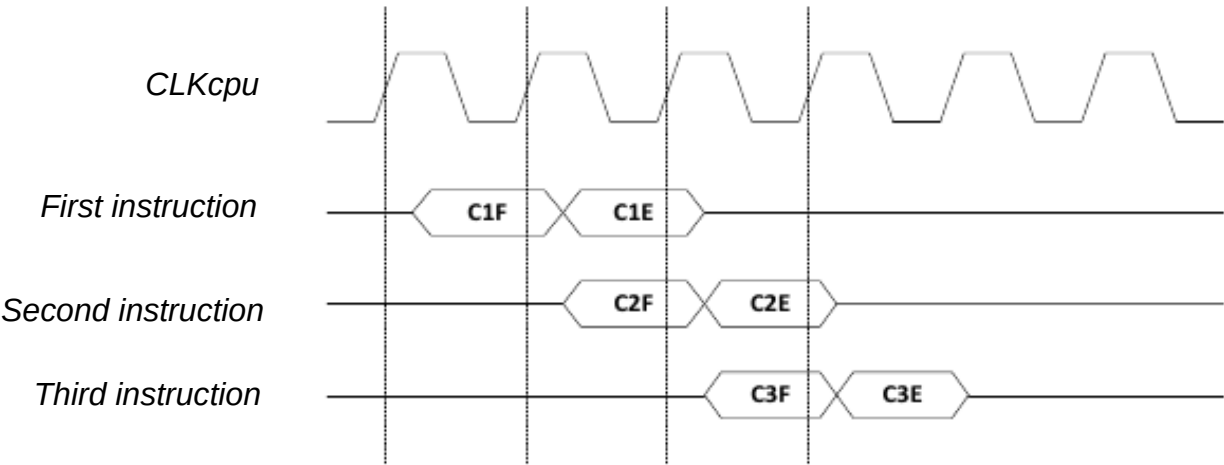 CLKcpu
First instruction
C1F
C1E
Second instruction
C2F
C2E
Third instruction
C3F
C3E